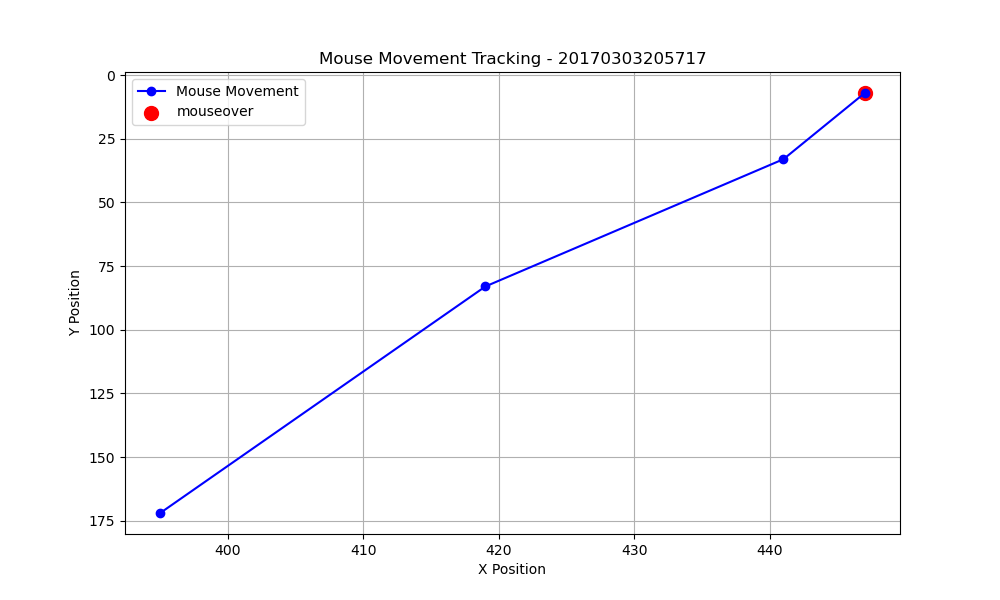 Mouse Movement Tracking - 20170303205717
Mouse Movement
mouseover
0
25
50
75
100
125
150
175
Y Position
400 410 420 430 440
X Position